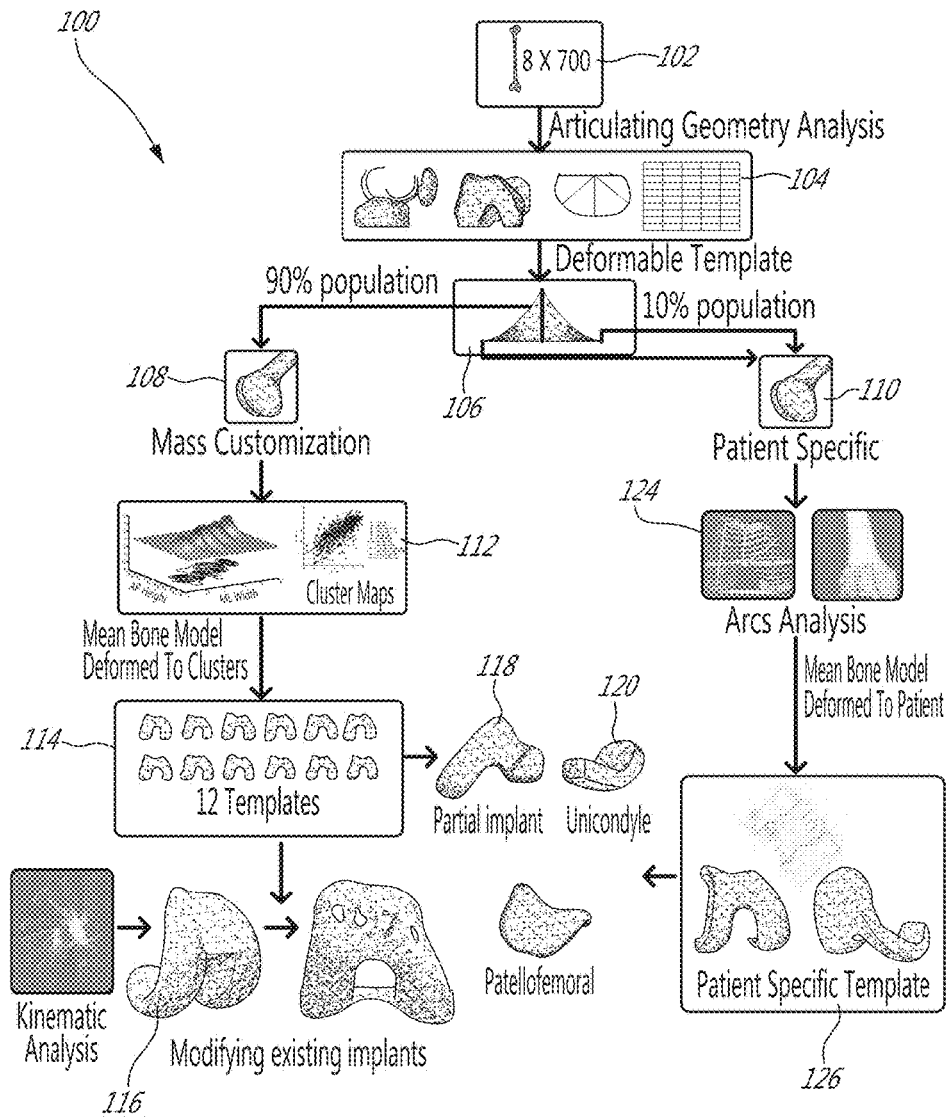 100
8 X 700
102
Articulating Geometry Analysis
104
Deformable Template
90% population
10% population
106
108
110
Mass Customization
Patient Specific
112
124
AP Height
ML Width
Cluster Maps
Arcs Analysis
Mean Bone Model
Deformed To Clusters
Mean Bone Model
Deformed To Patient
118
120
114
12 Templates
Partial implant
Unicondyle
Patellofemoral
Patient Specific Template
Kinematic
Analysis
Modifying existing implants
116
126